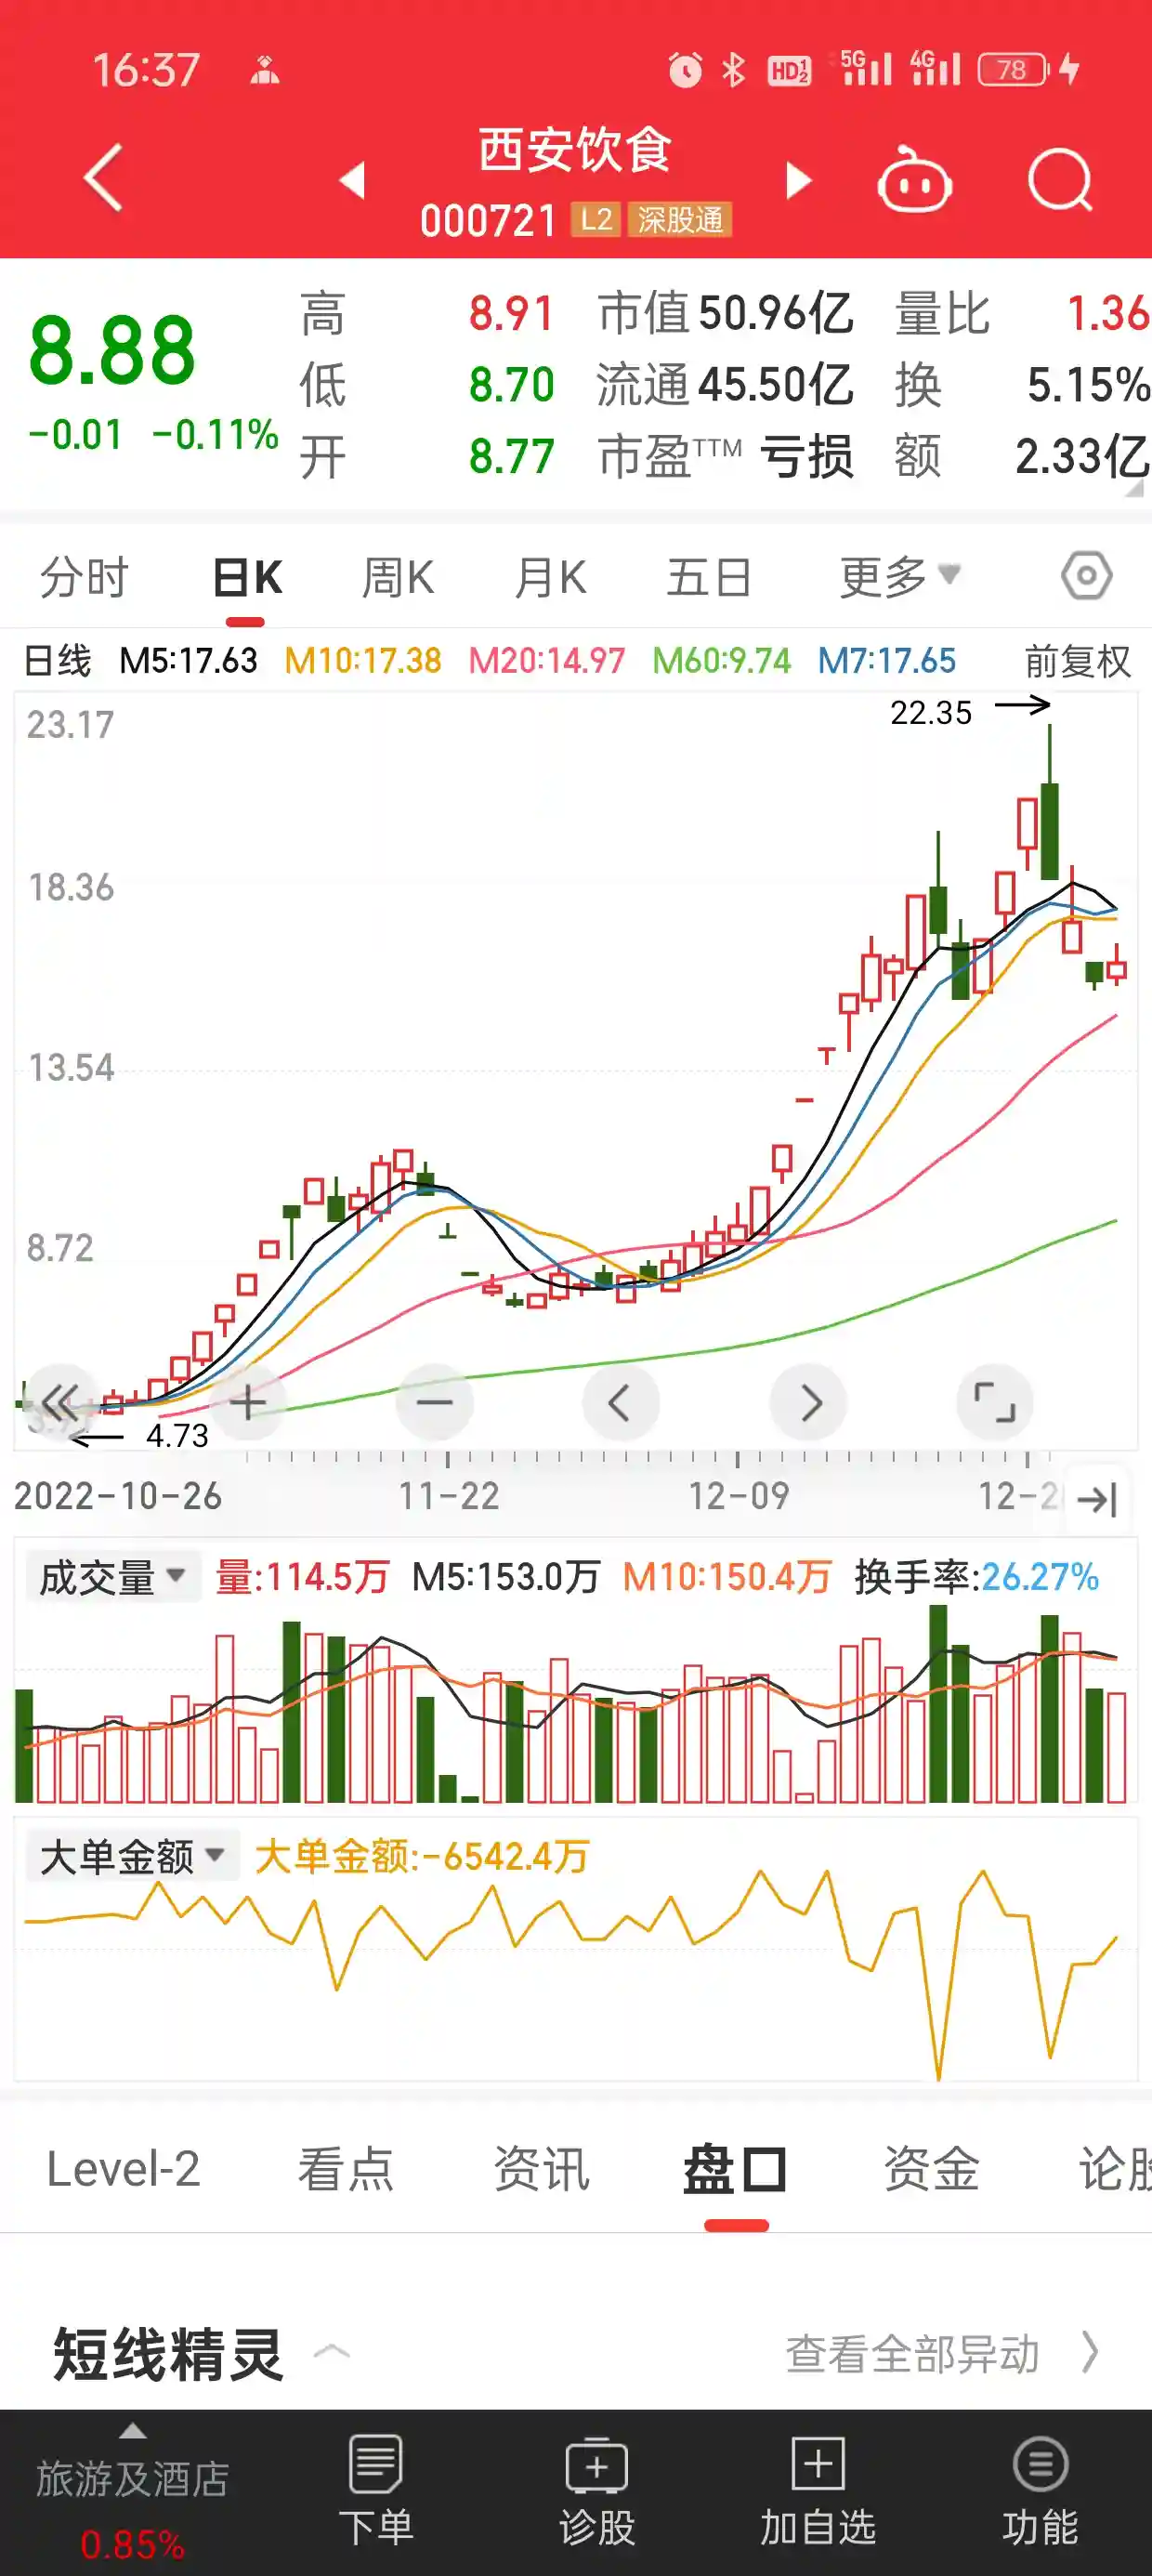 16:37 HD 1 2 5G 4G 78
西安饮食
000721 L2 深股通
8.88
-0.01 -0.11%
高 8.91 市值 50.96亿 量比 1.36
低 8.70 流通 45.50亿 换 5.15%
开 8.77 市盈TTM 亏损 额 2.33亿
分时 日K 周K 月K 五日 更多
日线 M5:17.63 M10:17.38 M20:14.97 M60:9.74 M7:17.65 前复权
23.17
22.35
18.36
13.54
8.72
4.73
2022-10-26 11-22 12-09 12-2
成交量 量:114.5万 M5:153.0万 M10:150.4万 换手率:26.27%
大单金额 大单金额:-6542.4万
Level-2 看点 资讯 盘口 资金 论股
短线精灵 查看全部异动
旅游及酒店
0.85%
下单 诊股 加自选 功能